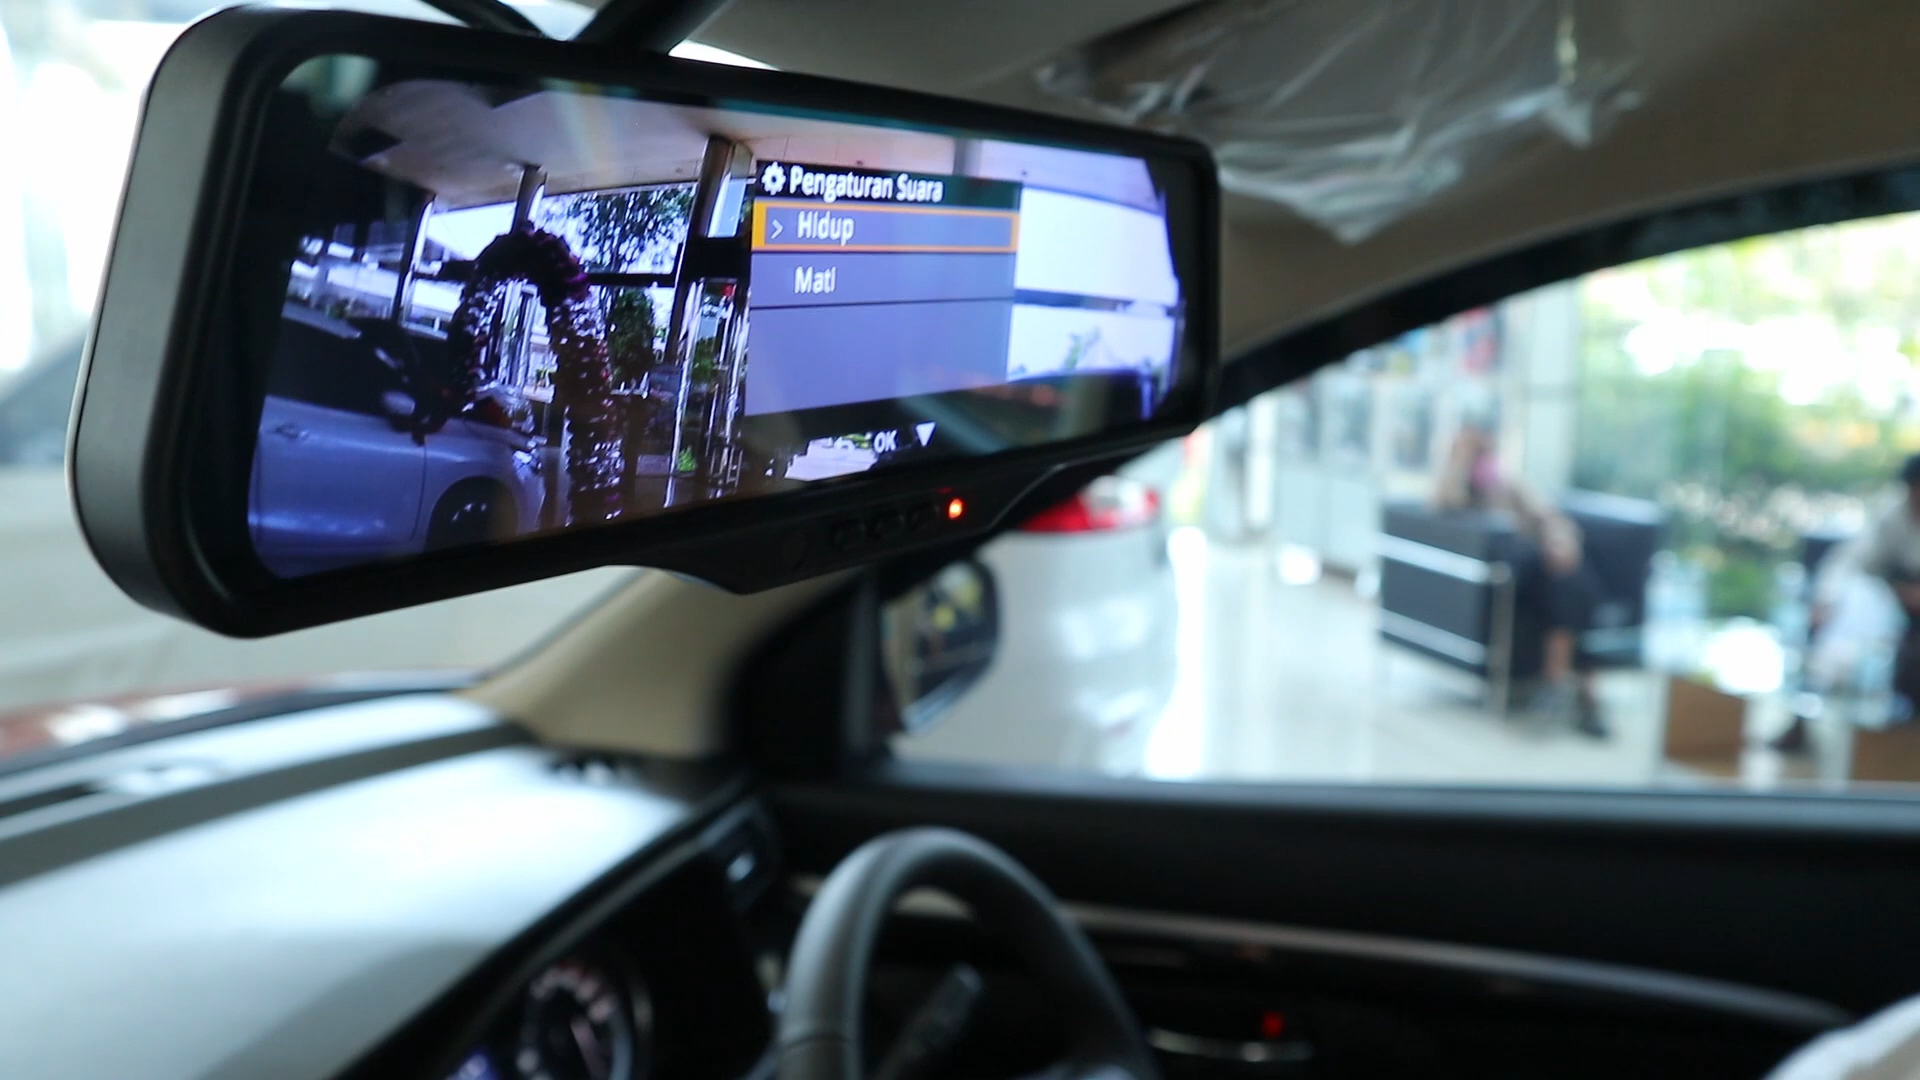 Pengaturan Suara
> Hidup
Mati
OK ▼